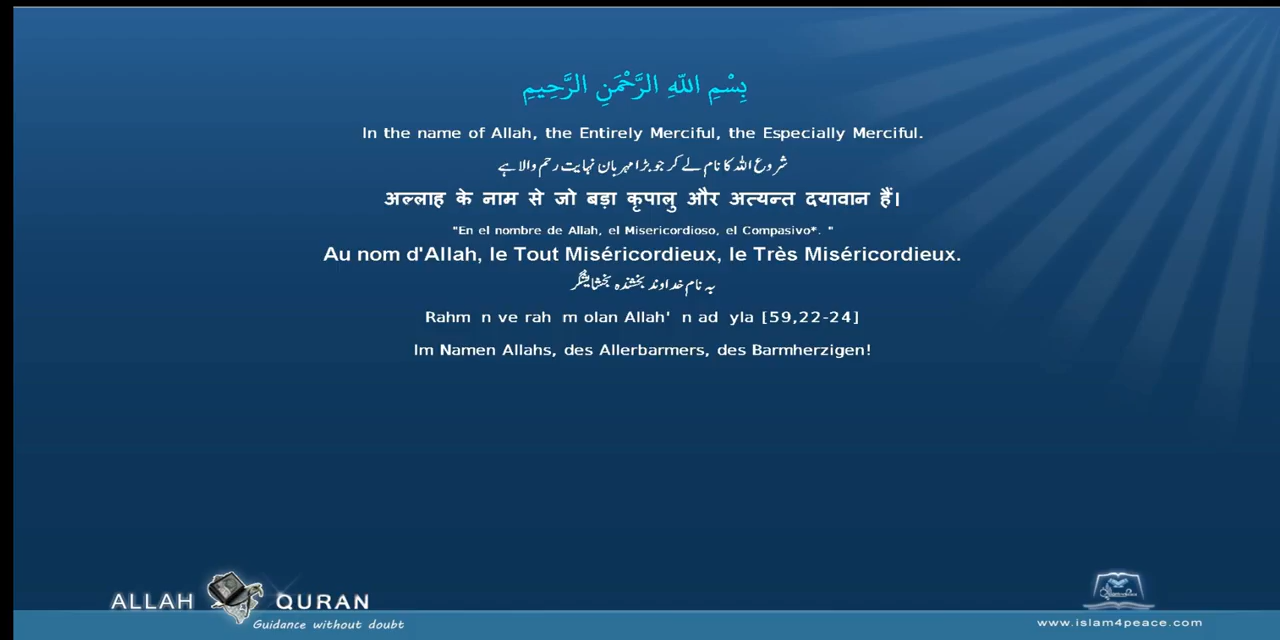 بِسْمِ اللّهِ الرَّحْمَنِ الرَّحِيمِ
In the name of Allah, the Entirely Merciful, the Especially Merciful.
شروع الله کا نام لے کر جو بڑا مہربان نہایت رحم والا ہے
अल्लाह के नाम से जो बड़ा कृपालु और अत्यन्त दयावान हैं।
"En el nombre de Allah, el Misericordioso, el Compasivo*. "
Au nom d'Allah, le Tout Miséricordieux, le Très Miséricordieux.
به نام خداوند بخشنده بخشایشگر
Rahm n ve rah m olan Allah' n ad yla [59,22-24]
Im Namen Allahs, des Allerbarmers, des Barmherzigen!
ALLAH QURAN
Guidance without doubt
www.islam4peace.com